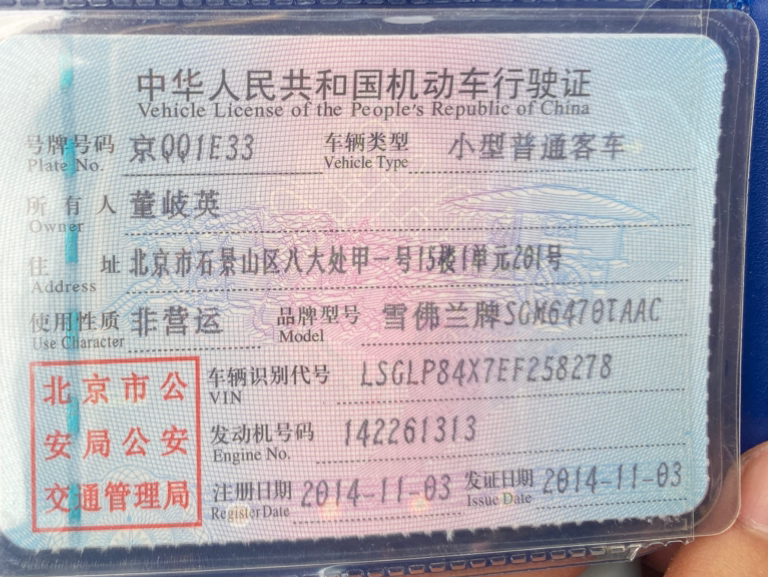 中华人民共和国机动车行驶证
Vehicle License of the People's Republic of China
号牌号码 京QQ1E33 车辆类型 小型普通客车
Plate No. Vehicle Type
所有人 董岐英
Owner
住址 北京市石景山区八大处甲一号15楼1单元201号
Address
使用性质 非营运 品牌型号 雪佛兰牌SGM6470TAAC
Use Character Model
北京市公安局公安交通管理局
车辆识别代号 LSGLP84X7EF258278
VIN
发动机号码 142261313
Engine No.
注册日期 2014-11-03 发证日期 2014-11-03
Register Date Issue Date